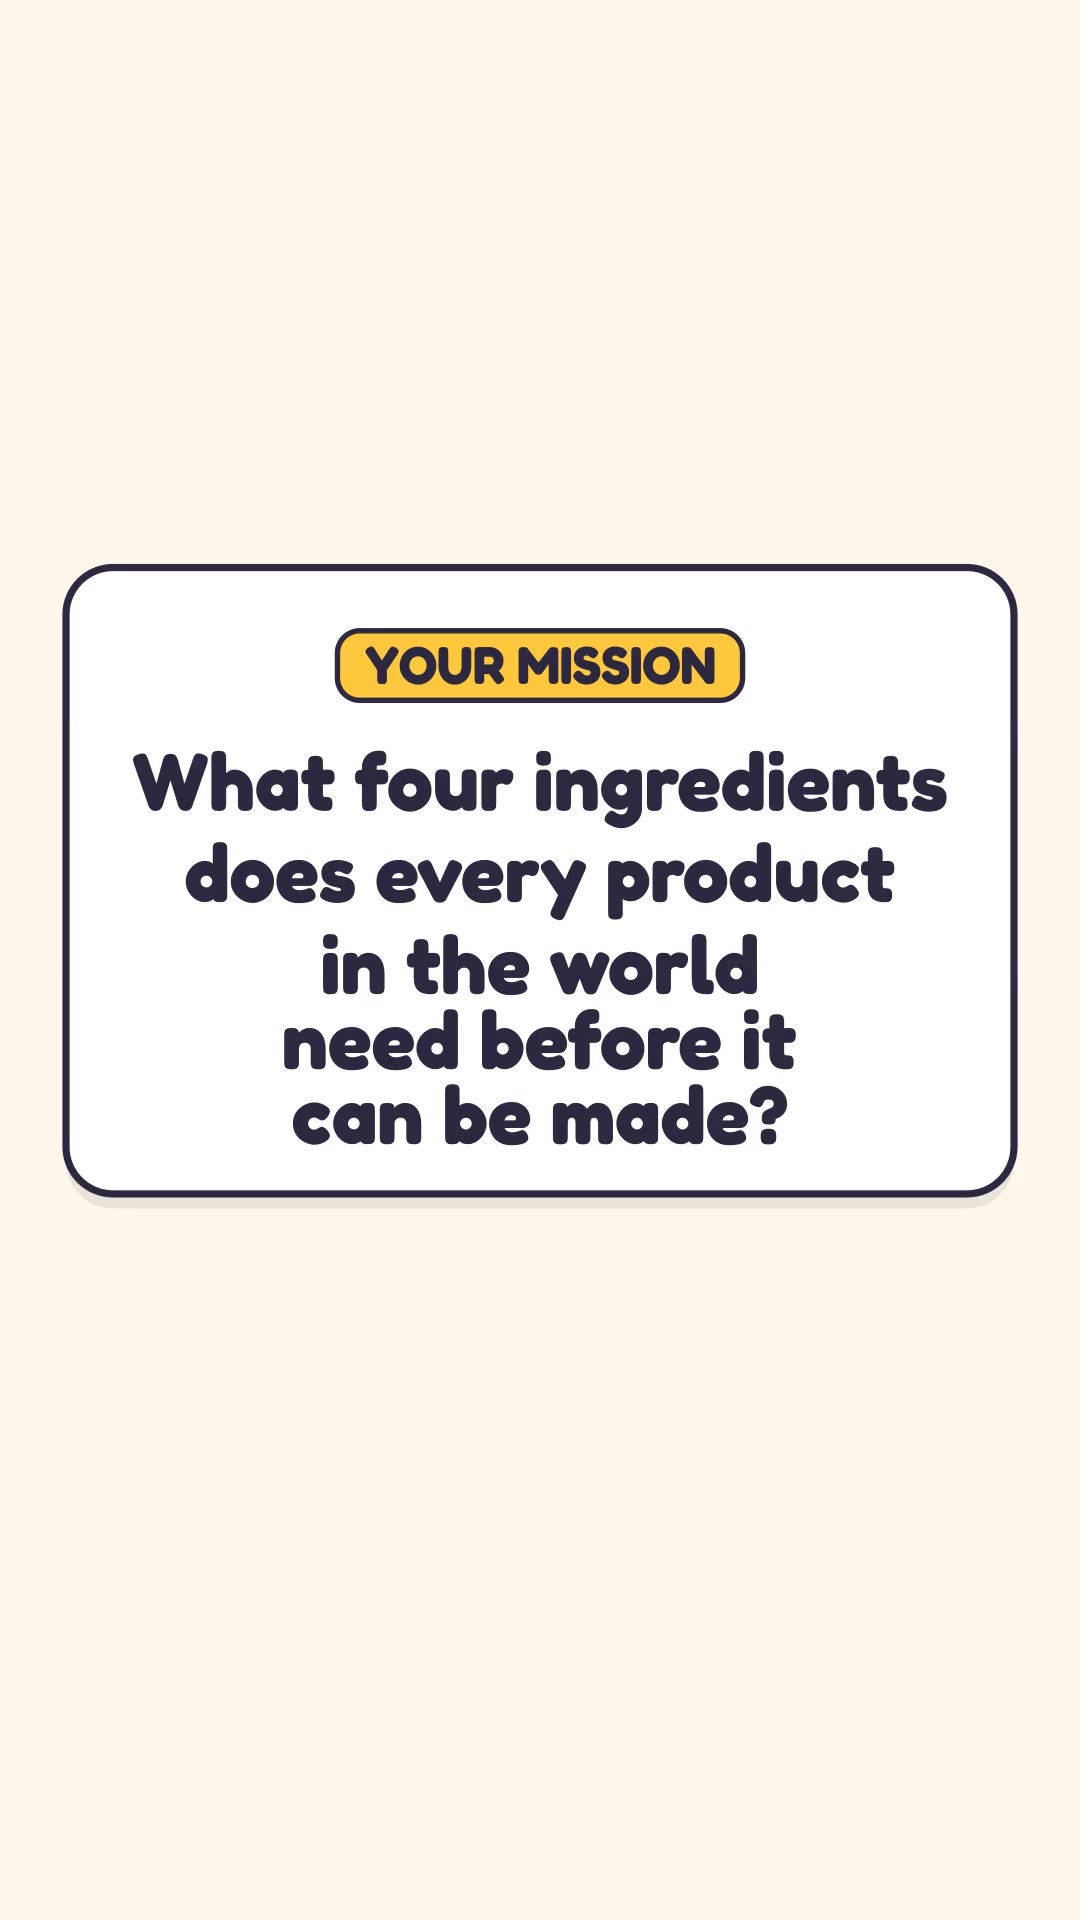 YOUR MISSION
What four ingredients
does every product
in the world
need before it
can be made?